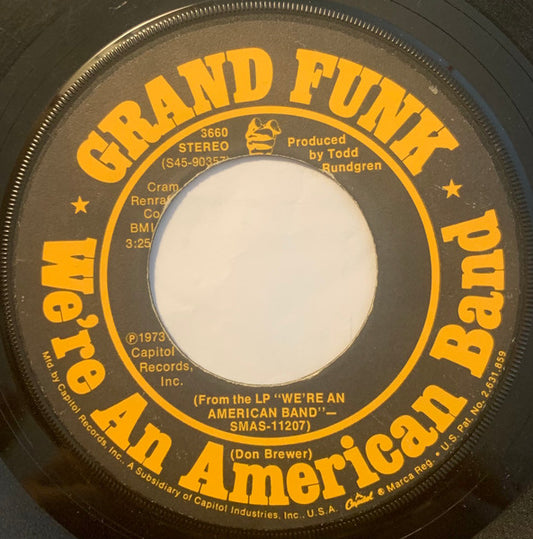 GRAND FUNK
3660
STEREO
(S45-90357)
Produced
by Todd
Rundgren
Cram
Renraf
Co.
BMI
3:25
℗1973
Capitol
Records,
Inc.
(From the LP "WE'RE AN
AMERICAN BAND"—
SMAS-11207)
(Don Brewer)
We're An American Band
Mfd. by Capitol Records, Inc., A Subsidiary of Capitol Industries, Inc., U.S.A. Capitol ® Marca Reg. • U.S. Pat. No. 2,631,859